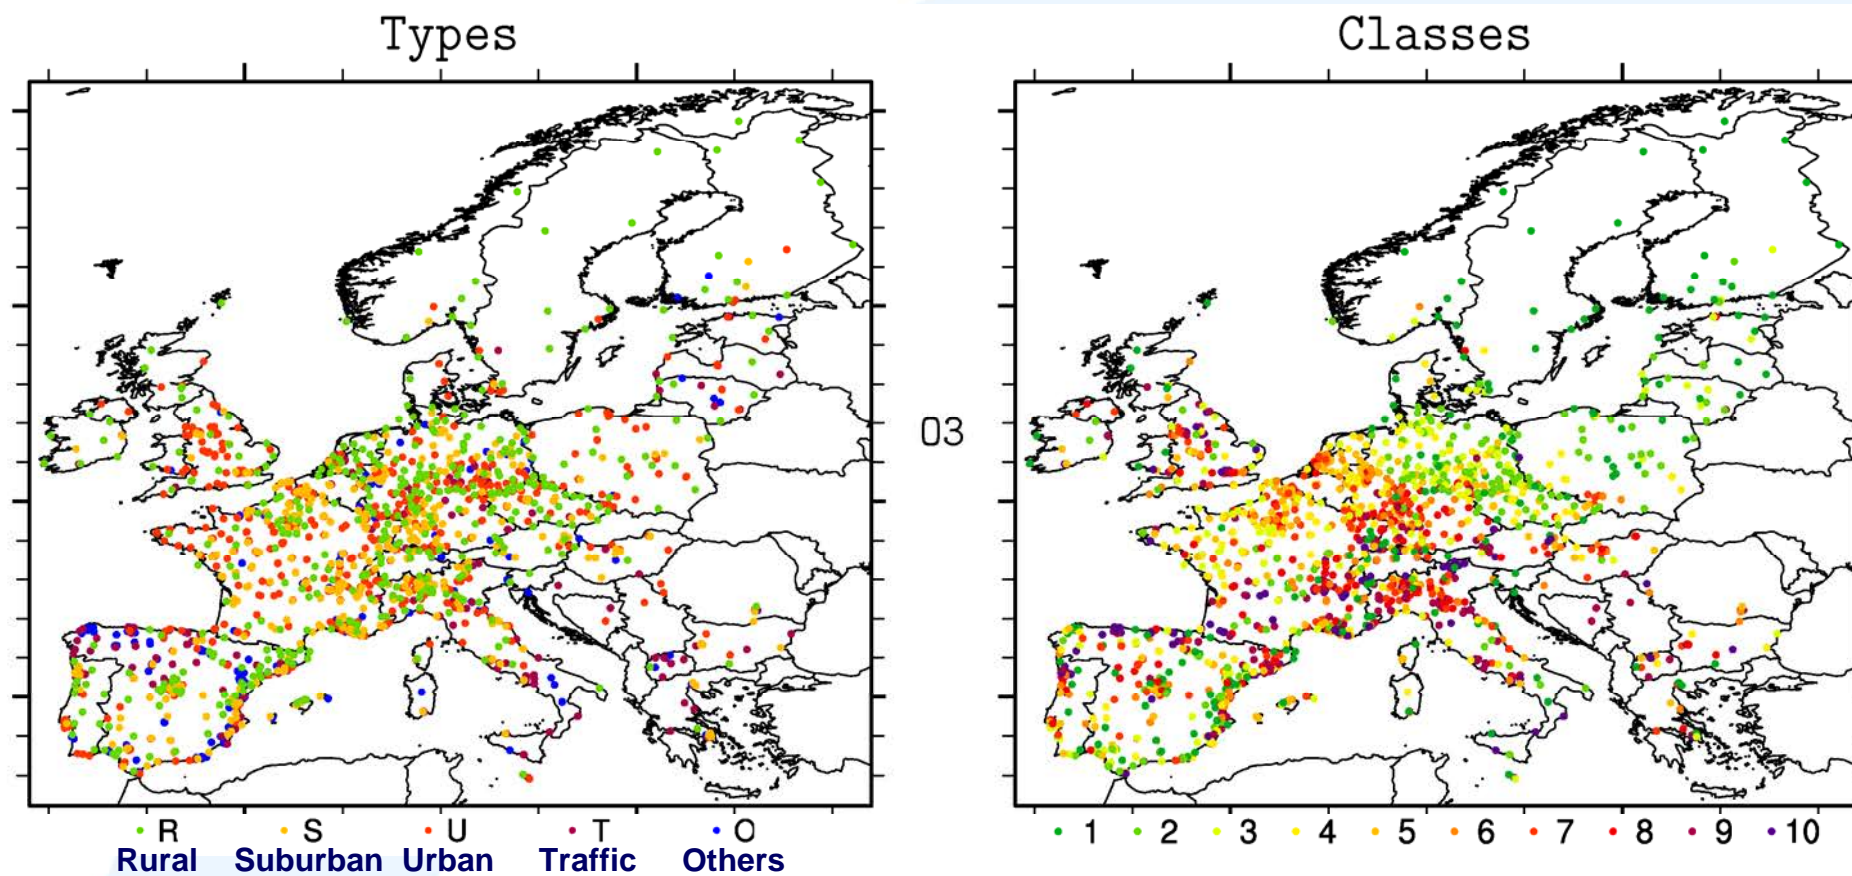 Types
Classes
O3
R S U T O
Rural Suburban Urban Traffic Others
1 2 3 4 5 6 7 8 9 10